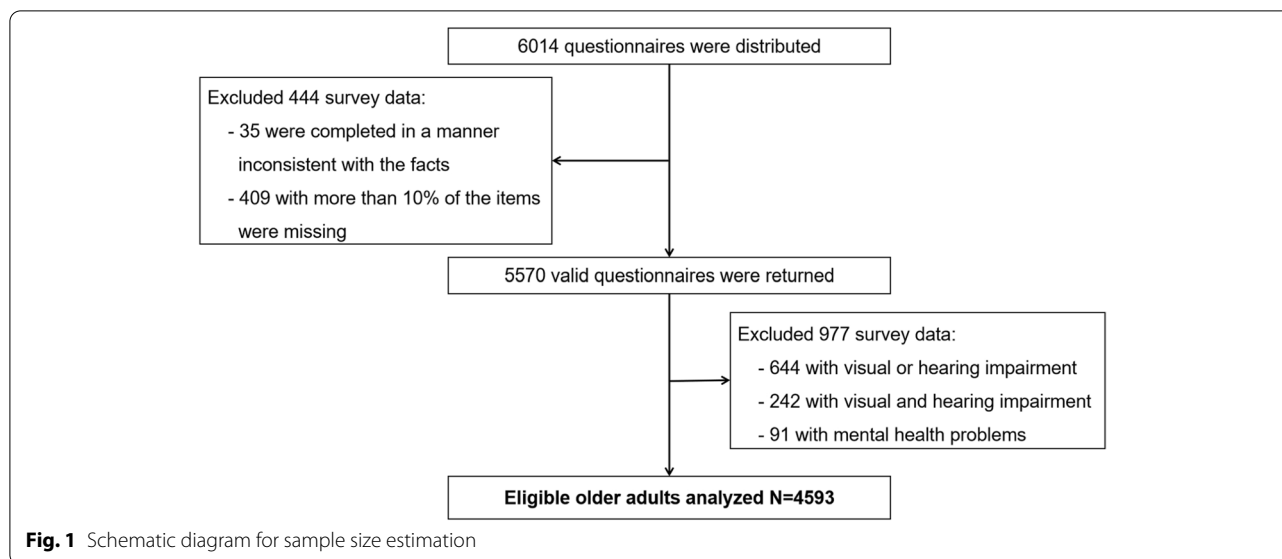 6014 questionnaires were distributed
Excluded 444 survey data:
- 35 were completed in a manner
inconsistent with the facts
- 409 with more than 10% of the items
were missing
5570 valid questionnaires were returned
Excluded 977 survey data:
- 644 with visual or hearing impairment
- 242 with visual and hearing impairment
- 91 with mental health problems
Eligible older adults analyzed N=4593
Fig. 1 Schematic diagram for sample size estimation